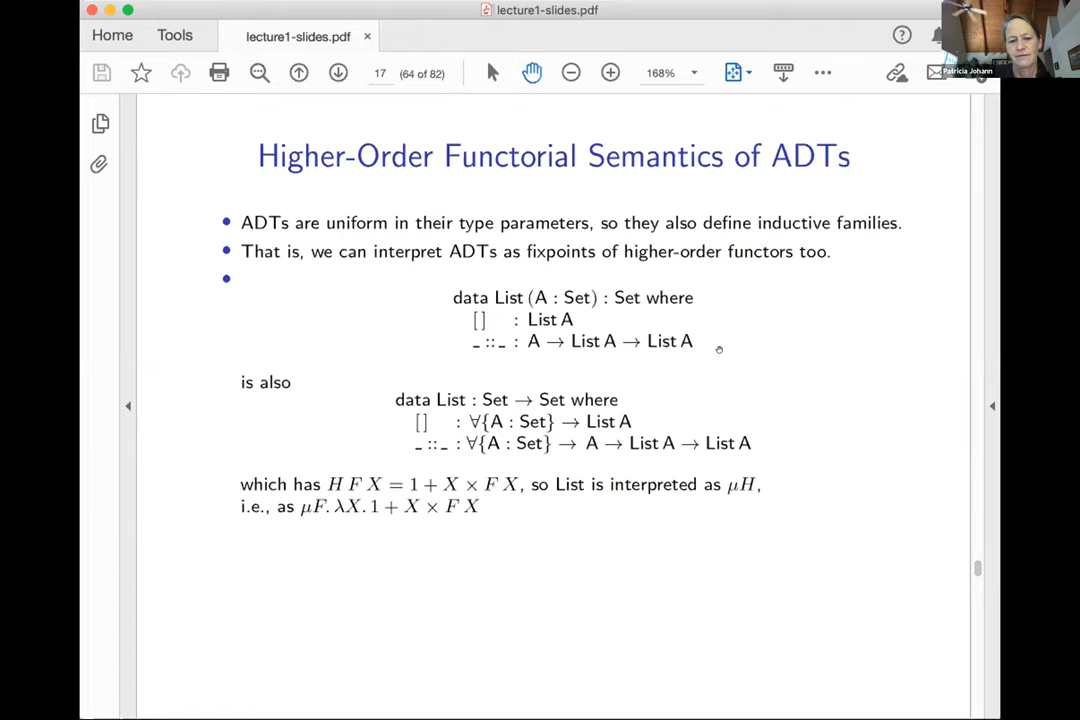 lecture1-slides.pdf
Home Tools lecture1-slides.pdf ×
17 (64 of 82) 168%
Patricia Johann
Higher-Order Functorial Semantics of ADTs
• ADTs are uniform in their type parameters, so they also define inductive families.
• That is, we can interpret ADTs as fixpoints of higher-order functors too.
•
data List (A : Set) : Set where
[] : List A
_ :: _ : A → List A → List A
is also
data List : Set → Set where
[] : ∀{A : Set} → List A
_ :: _ : ∀{A : Set} → A → List A → List A
which has H F X = 1 + X × F X, so List is interpreted as μH,
i.e., as μF. λX. 1 + X × F X